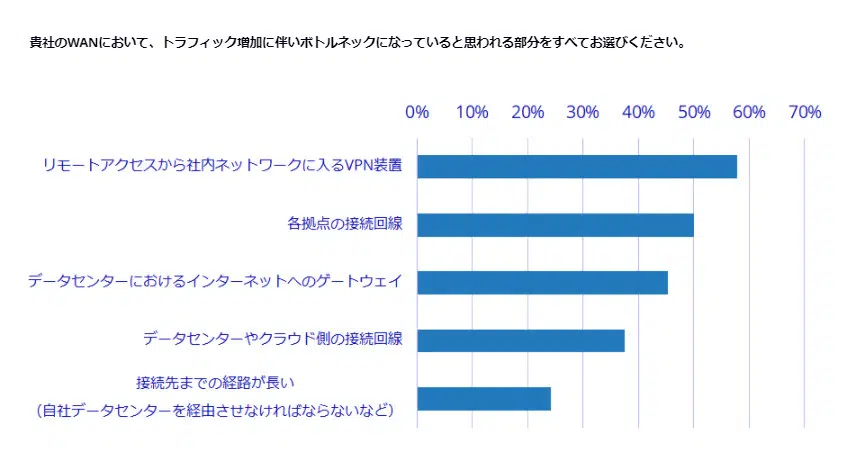 貴社のWANにおいて、トラフィック増加に伴いボトルネックになっていると思われる部分をすべてお選びください。
0% 10% 20% 30% 40% 50% 60% 70%
リモートアクセスから社内ネットワークに入るVPN装置
各拠点の接続回線
データセンターにおけるインターネットへのゲートウェイ
データセンターやクラウド側の接続回線
接続先までの経路が長い
（自社データセンターを経由させなければならないなど）